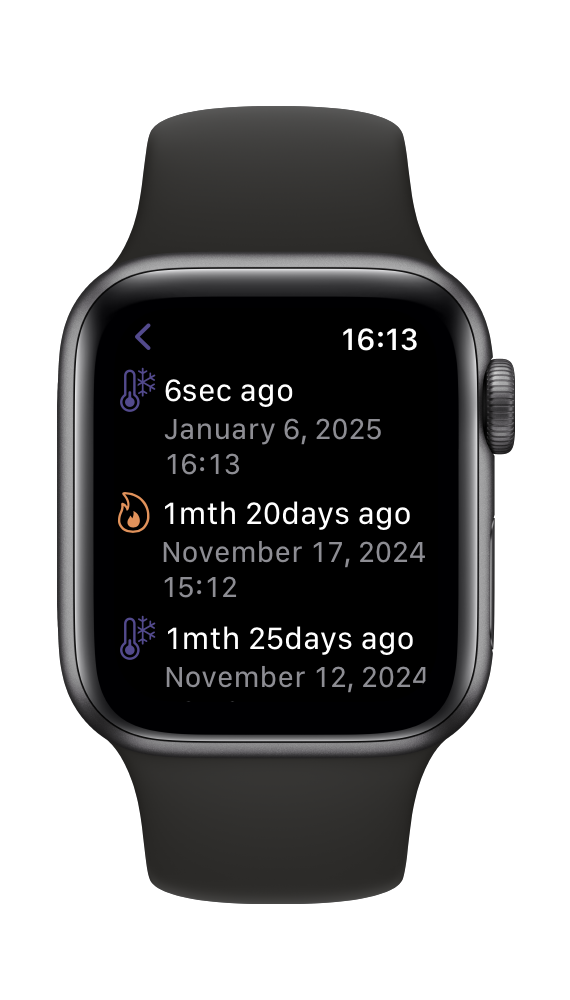 16:13
6sec ago
January 6, 2025
16:13
1mth 20days ago
November 17, 2024
15:12
1mth 25days ago
November 12, 2024